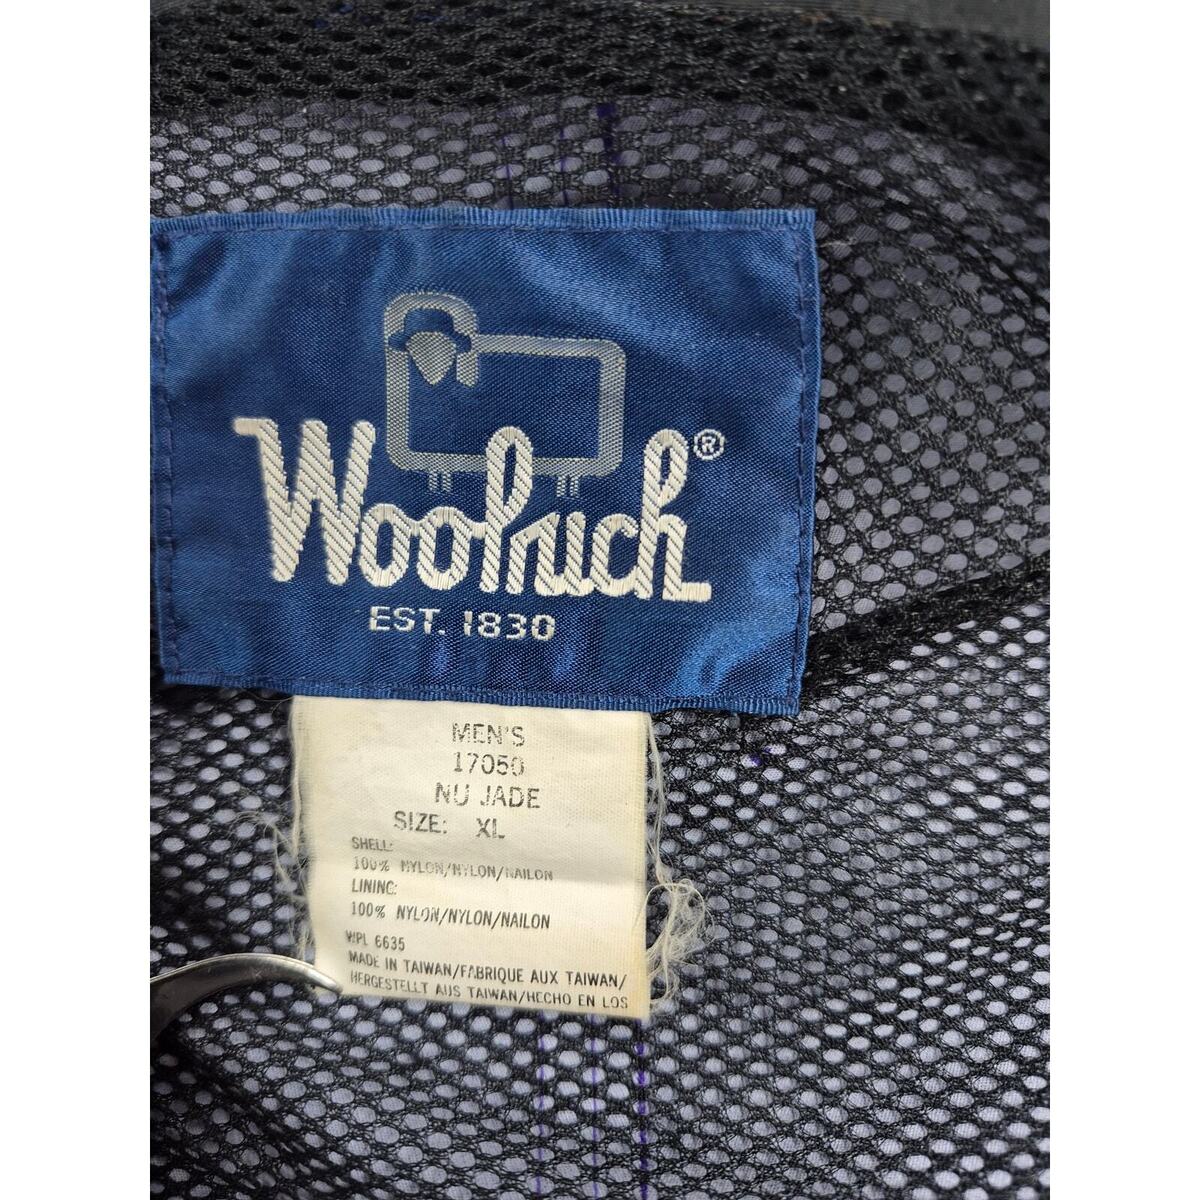 Woolrich®
EST. 1830
MEN'S
17050
NU JADE
SIZE: XL
SHELL:
100% NYLON/NYLON/NAILON
LINING:
100% NYLON/NYLON/NAILON
WPL 6635
MADE IN TAIWAN/FABRIQUE AUX TAIWAN/
HERGESTELLT AUS TAIWAN/HECHO EN LOS